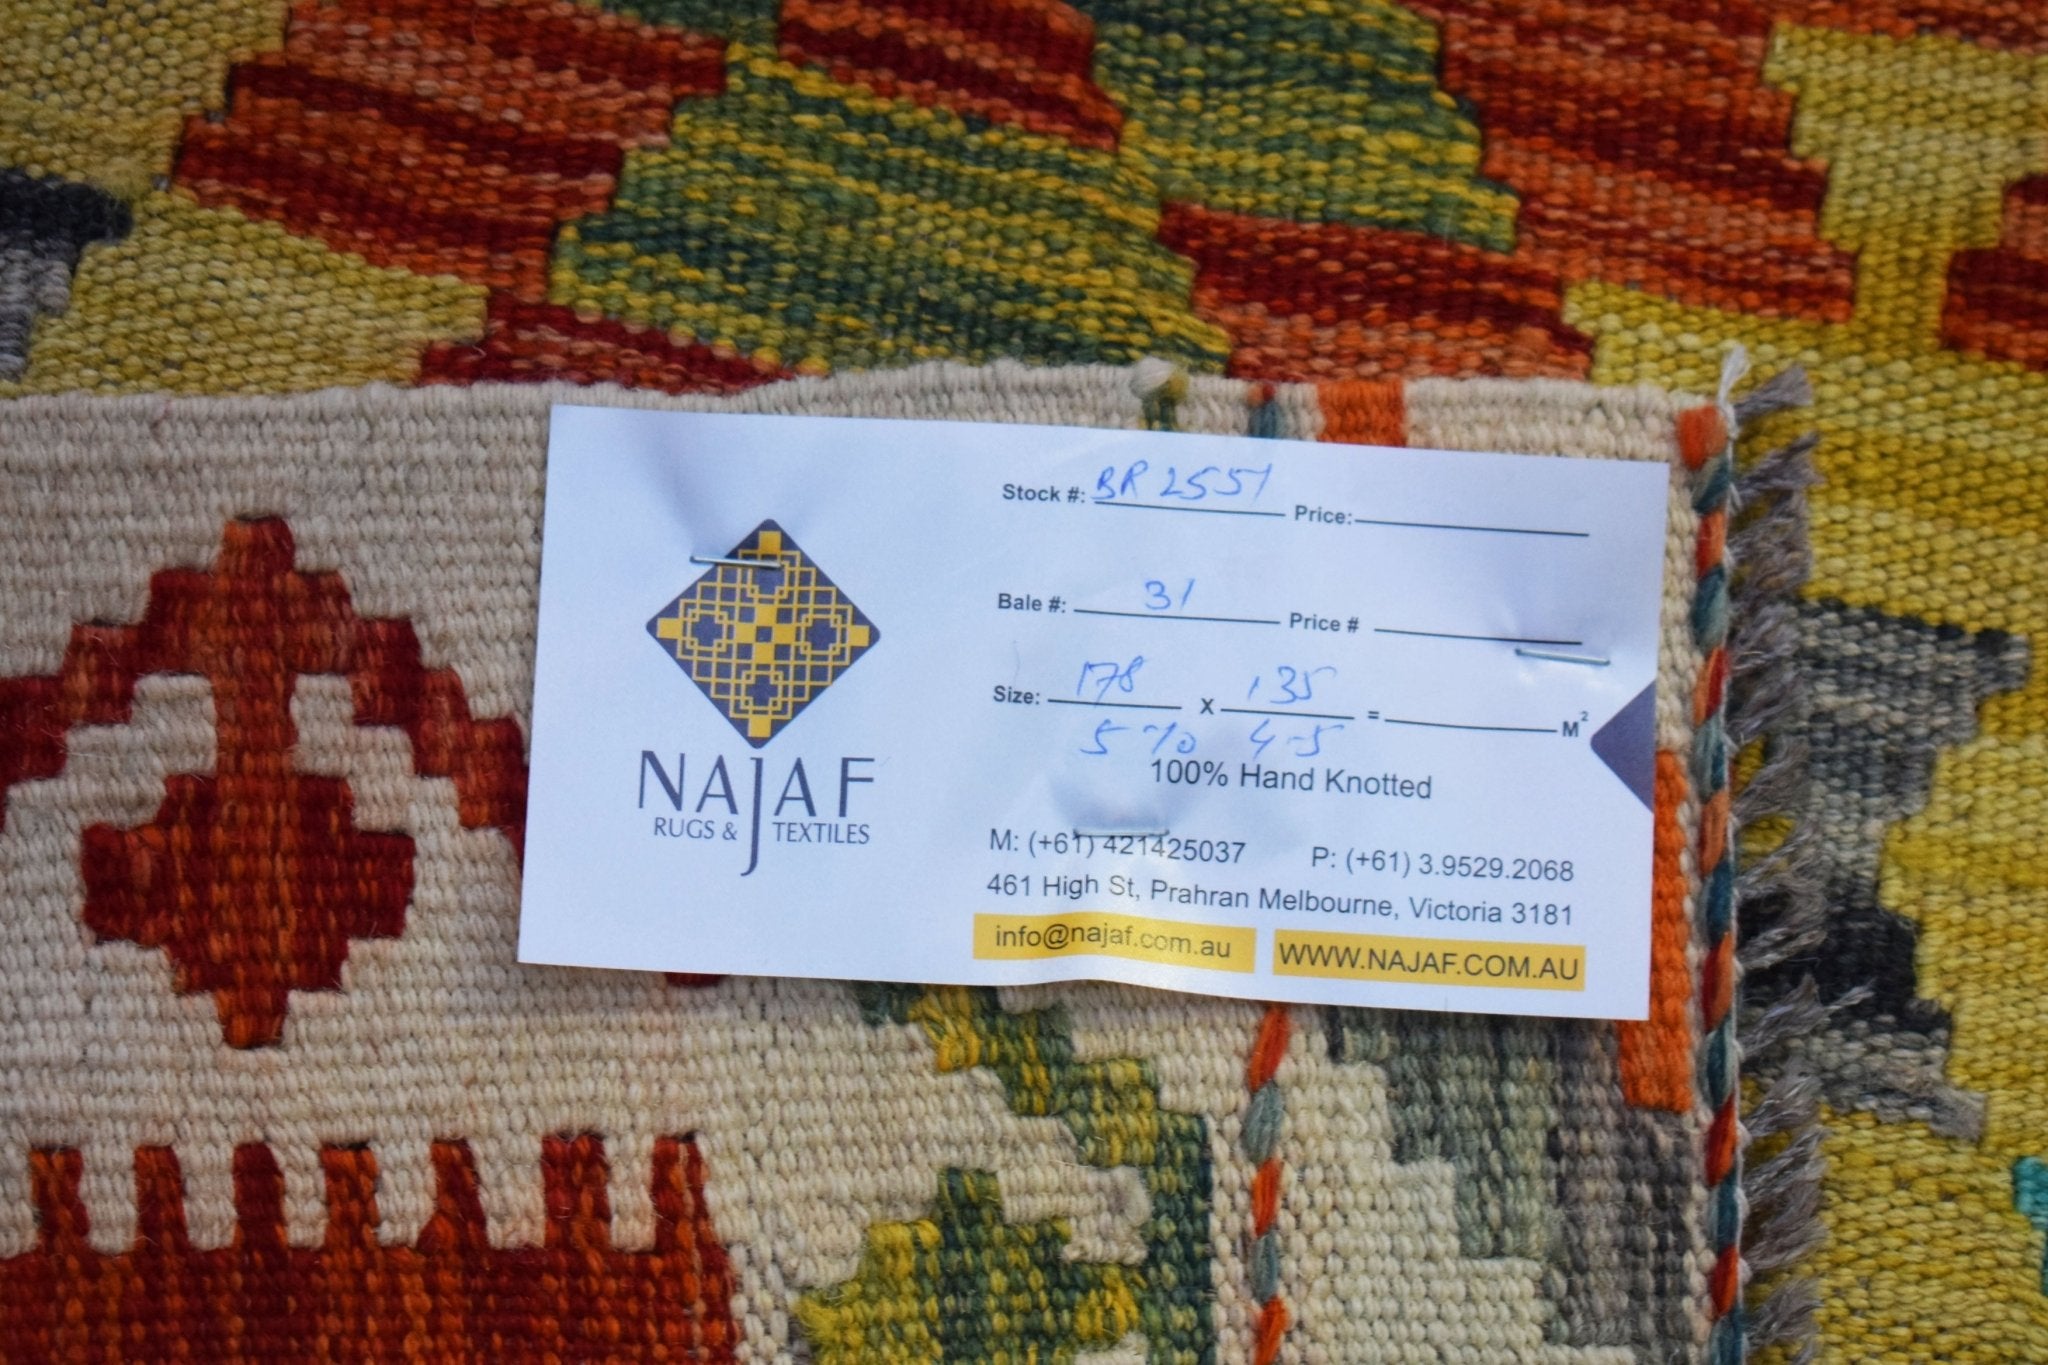 NAJAF
RUGS & TEXTILES
Stock #: BR 2551 Price:
Bale #: 31 Price #
Size: 178 X 135 = M²
5-10 4-5
100% Hand Knotted
M: (+61) 421425037 P: (+61) 3.9529.2068
461 High St, Prahran Melbourne, Victoria 3181
info@najaf.com.au WWW.NAJAF.COM.AU